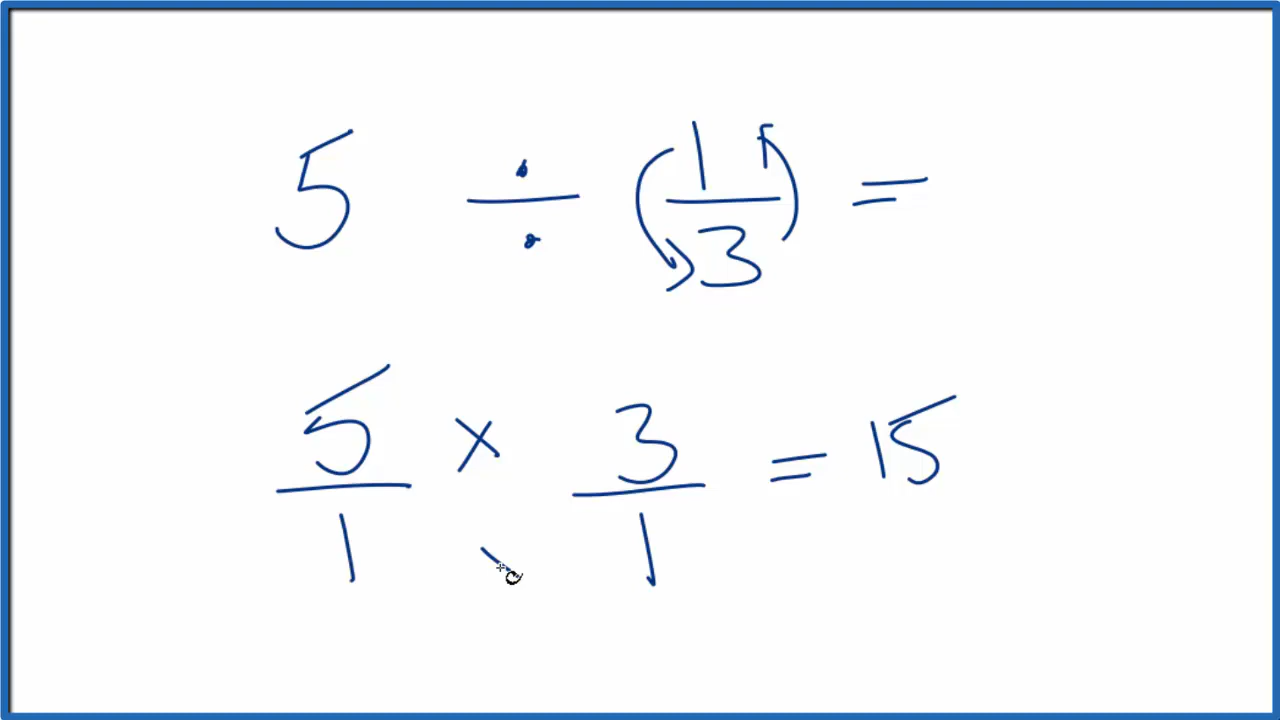 5 ÷ (1/3) =
5/1 × 3/1 = 15